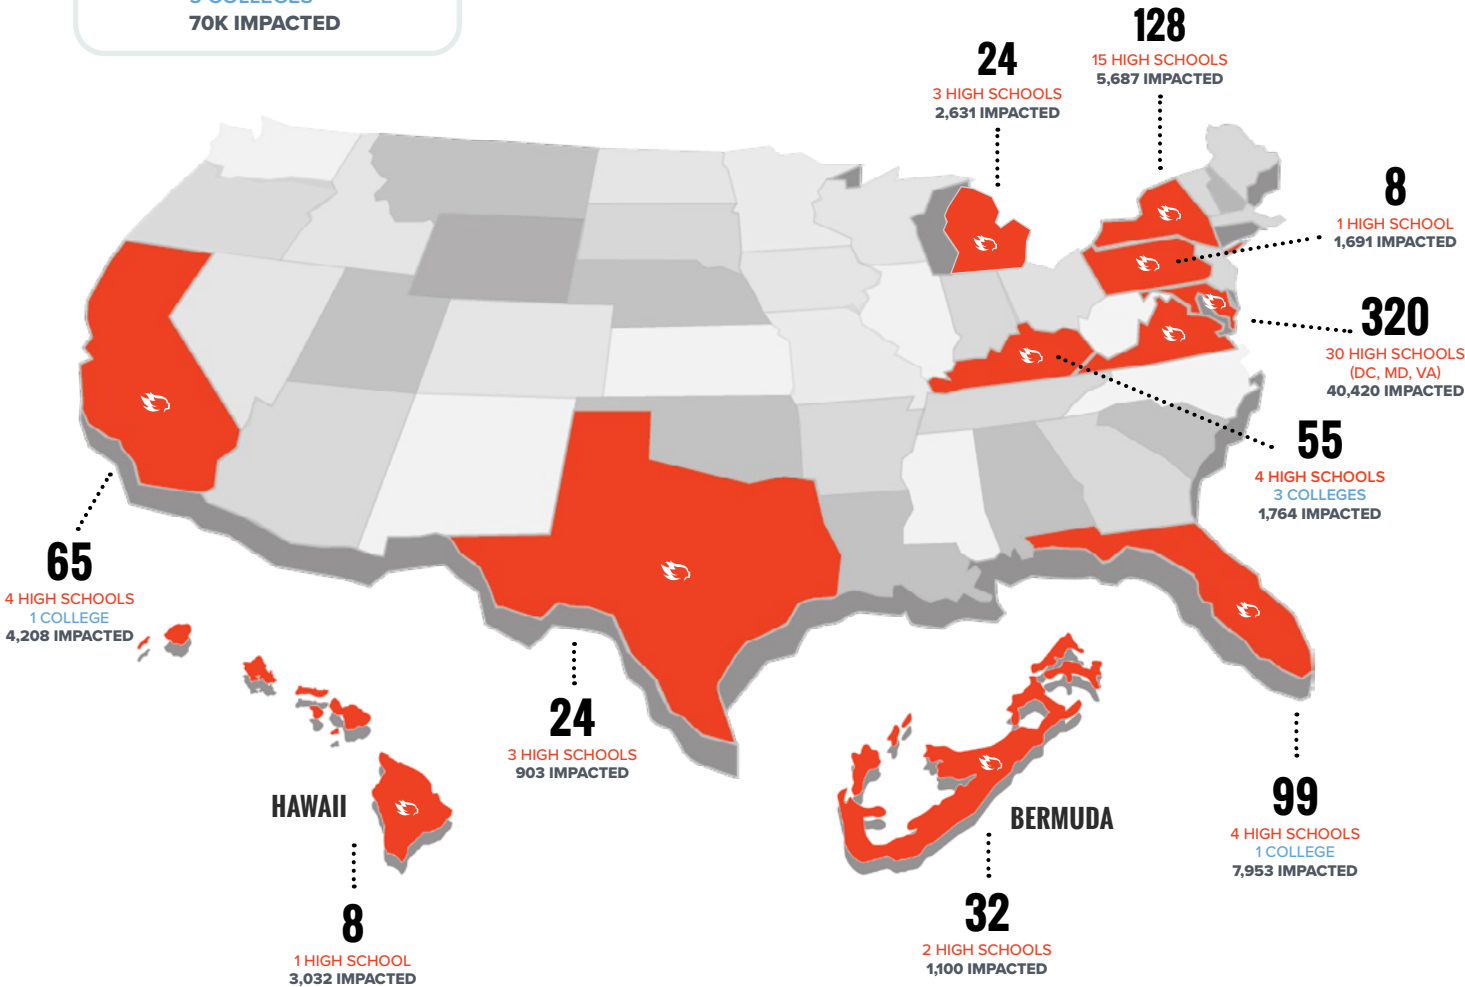 70K IMPACTED
128
15 HIGH SCHOOLS
5,687 IMPACTED
24
3 HIGH SCHOOLS
2,631 IMPACTED
8
1 HIGH SCHOOL
1,691 IMPACTED
320
30 HIGH SCHOOLS
(DC, MD, VA)
40,420 IMPACTED
55
4 HIGH SCHOOLS
3 COLLEGES
1,764 IMPACTED
65
4 HIGH SCHOOLS
1 COLLEGE
4,208 IMPACTED
24
3 HIGH SCHOOLS
903 IMPACTED
HAWAII
8
1 HIGH SCHOOL
3,032 IMPACTED
BERMUDA
32
2 HIGH SCHOOLS
1,100 IMPACTED
99
4 HIGH SCHOOLS
1 COLLEGE
7,953 IMPACTED